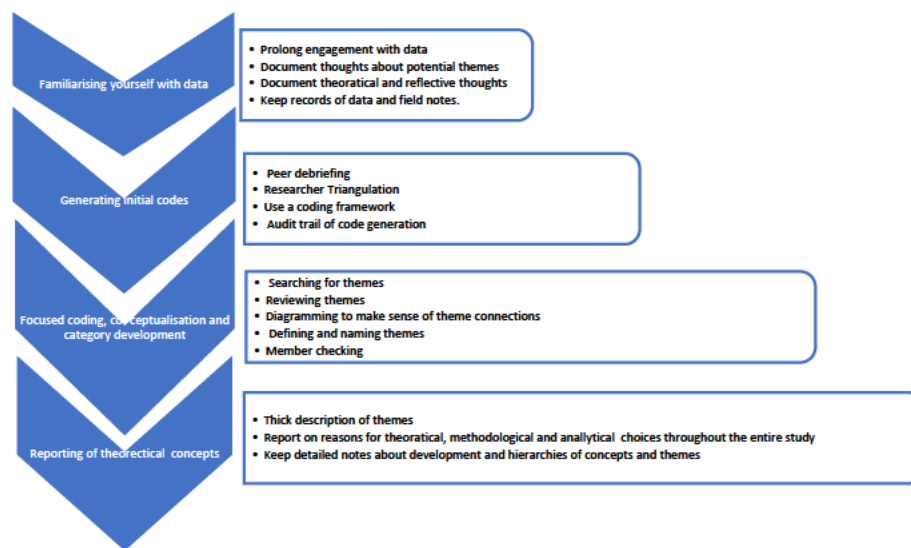 Familiarising yourself with data
• Prolong engagement with data
• Document thoughts about potential themes
• Document theoratical and reflective thoughts
• Keep records of data and field notes.
Generating initial codes
• Peer debriefing
• Researcher Triangulation
• Use a coding framework
• Audit trail of code generation
Focused coding, conceptualisation and
category development
• Searching for themes
• Reviewing themes
• Diagramming to make sense of theme connections
• Defining and naming themes
• Member checking
Reporting of theorectical concepts
• Thick description of themes
• Report on reasons for theoratical, methodological and anallytical choices throughout the entire study
• Keep detailed notes about development and hierarchies of concepts and themes